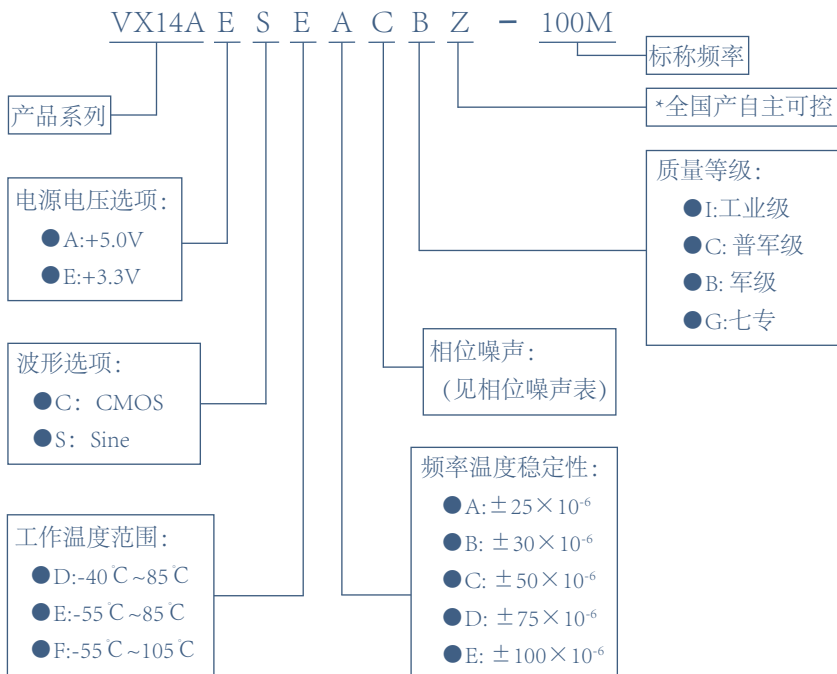 VX14A E S E A C B Z - 100M
标称频率
产品系列
*全国产自主可控
电源电压选项:
●A:+5.0V
●E:+3.3V
质量等级:
●I:工业级
●C: 普军级
●B: 军级
●G:七专
波形选项:
●C: CMOS
●S: Sine
相位噪声:
(见相位噪声表)
工作温度范围:
●D:-40℃~85℃
●E:-55℃~85℃
●F:-55℃~105℃
频率温度稳定性:
●A:±25×10⁻⁶
●B: ±30×10⁻⁶
●C: ±50×10⁻⁶
●D: ±75×10⁻⁶
●E: ±100×10⁻⁶